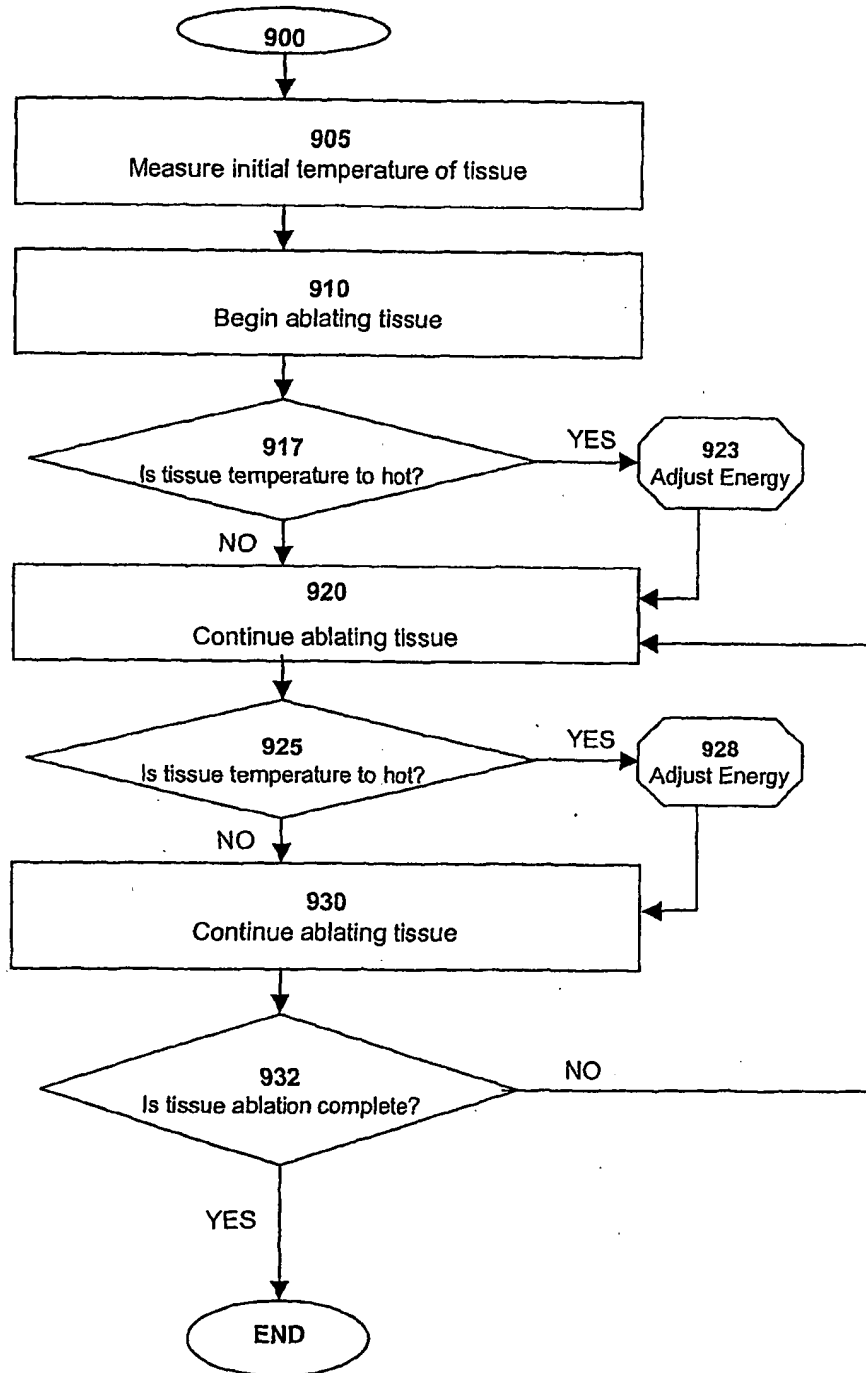 900
905
Measure initial temperature of tissue
910
Begin ablating tissue
917
Is tissue temperature to hot?
YES
923
Adjust Energy
NO
920
Continue ablating tissue
925
Is tissue temperature to hot?
YES
928
Adjust Energy
NO
930
Continue ablating tissue
932
Is tissue ablation complete?
NO
YES
END